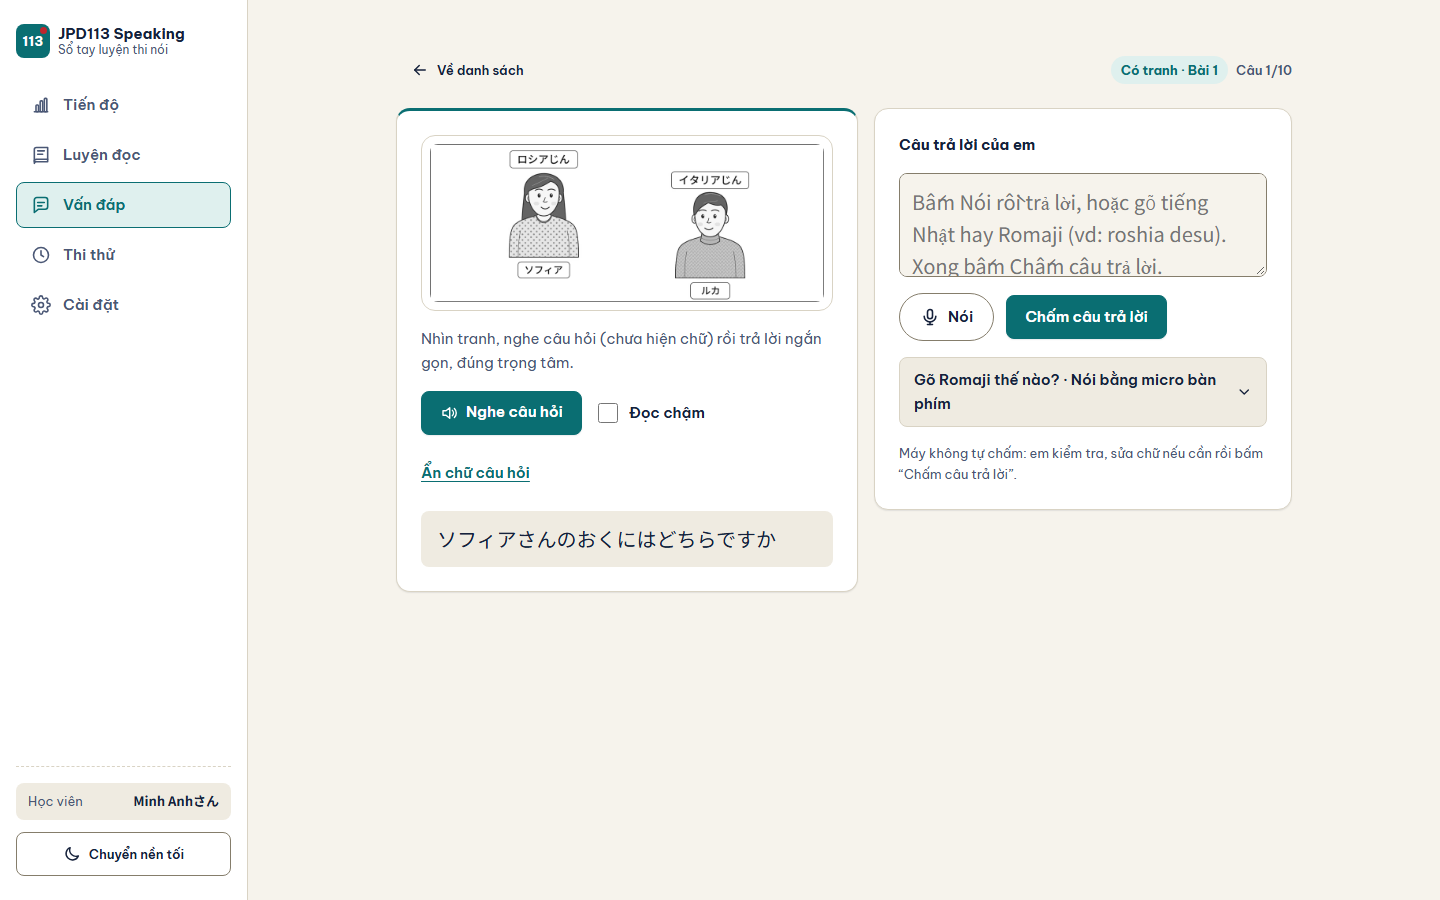 113
JPD113 Speaking
Sổ tay luyện thi nói
Tiến độ
Luyện đọc
Vấn đáp
Thi thử
Cài đặt
Học viên
Minh Anhさん
Chuyển nền tối
Về danh sách
Có tranh · Bài 1
Câu 1/10
ロシアじん
イタリアじん
ソフィア
ルカ
Nhìn tranh, nghe câu hỏi (chưa hiện chữ) rồi trả lời ngắn
gọn, đúng trọng tâm.
Nghe câu hỏi
Đọc chậm
Ẩn chữ câu hỏi
ソフィアさんのおくにはどちらですか
Câu trả lời của em
Bấm Nói rồi trả lời, hoặc gõ tiếng
Nhật hay Romaji (vd: roshia desu).
Xong bấm Chấm câu trả lời.
Nói
Chấm câu trả lời
Gõ Romaji thế nào? · Nói bằng micro bàn
phím
Máy không tự chấm: em kiểm tra, sửa chữ nếu cần rồi bấm
“Chấm câu trả lời”.